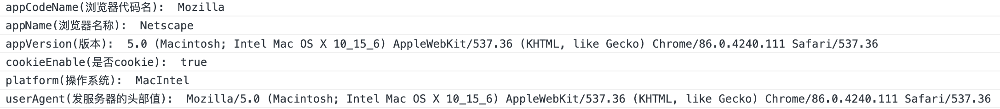 appCodeName(浏览器代码名):  Mozilla
appName(浏览器名称):  Netscape
appVersion(版本):  5.0 (Macintosh; Intel Mac OS X 10_15_6) AppleWebKit/537.36 (KHTML, like Gecko) Chrome/86.0.4240.111 Safari/537.36
cookieEnable(是否cookie):  true
platform(操作系统):  MacIntel
userAgent(发服务器的头部值):  Mozilla/5.0 (Macintosh; Intel Mac OS X 10_15_6) AppleWebKit/537.36 (KHTML, like Gecko) Chrome/86.0.4240.111 Safari/537.36